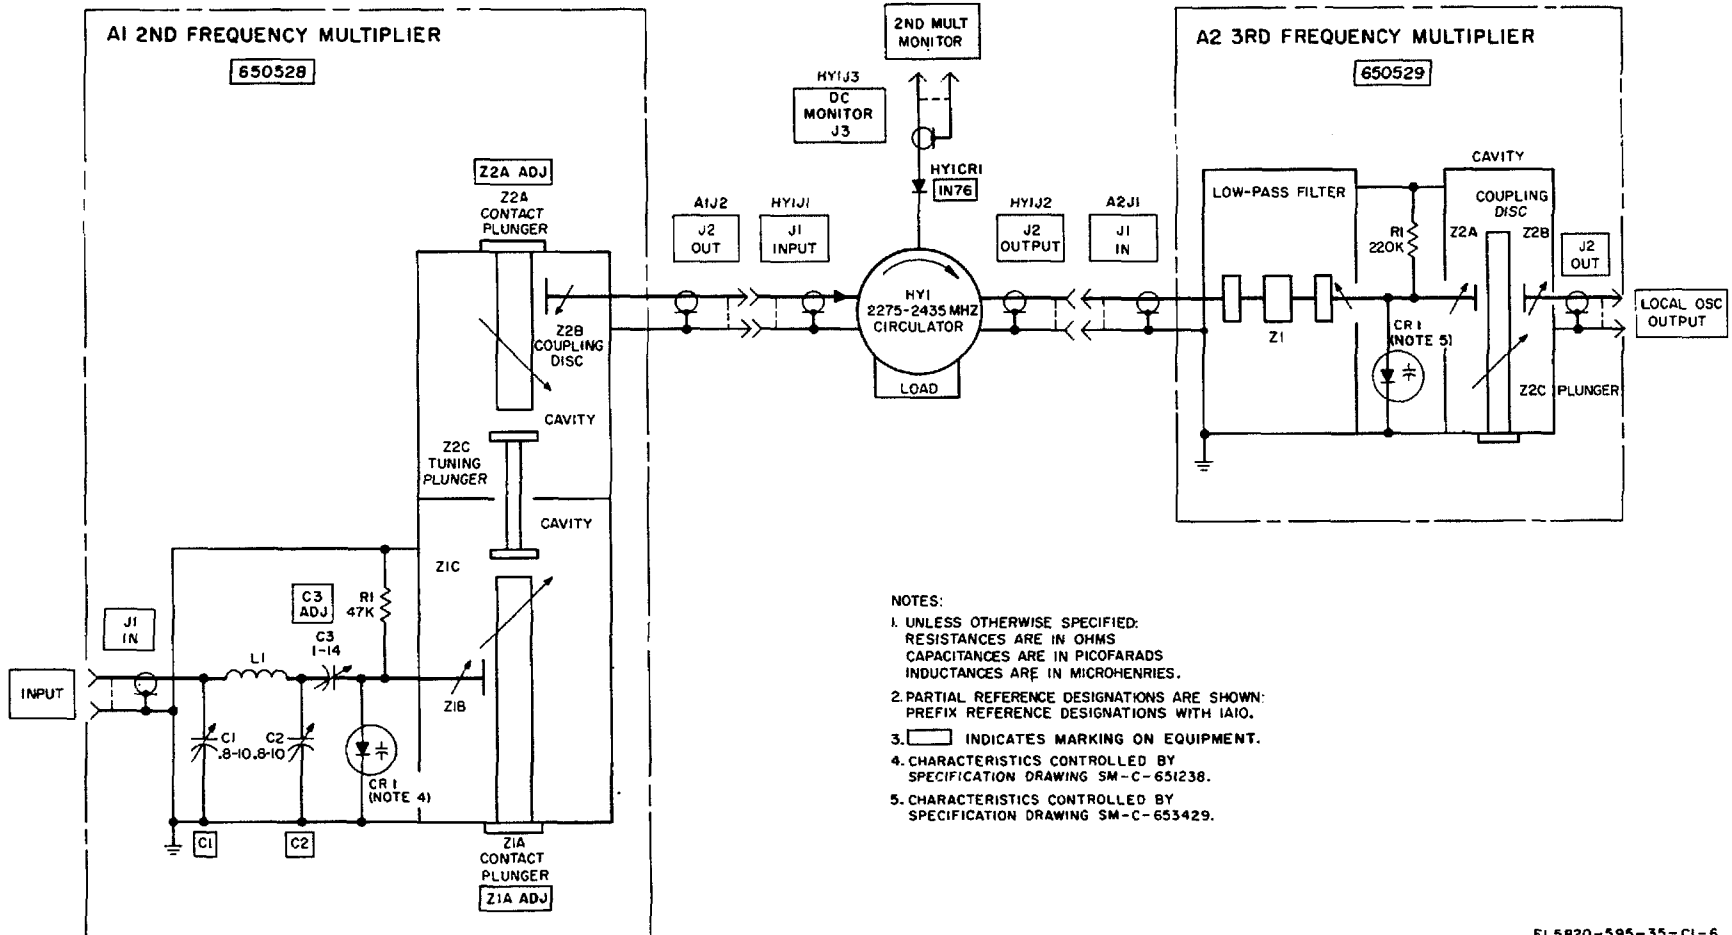 A1 2ND FREQUENCY MULTIPLIER
650528
2ND MULT
MONITOR
HY1J3
DC
MONITOR
J3
HY1CR1
IN76
A2 3RD FREQUENCY MULTIPLIER
650529
Z2A ADJ
Z2A
CONTACT
PLUNGER
A1J2
J2
OUT
HY1J1
J1
INPUT
HY1
2275-2435 MHZ
CIRCULATOR
LOAD
HY1J2
J2
OUTPUT
A2J1
J1
IN
LOW-PASS FILTER
Z1
R1
220K
CR1
(NOTE 5)
CAVITY
COUPLING
DISC
Z2A
Z2B
Z2C PLUNGER
J2
OUT
LOCAL OSC
OUTPUT
Z2B
COUPLING
DISC
CAVITY
Z2C
TUNING
PLUNGER
CAVITY
Z1C
INPUT
J1
IN
L1
C3
ADJ
C3
1-14
R1
47K
Z1B
C1
.8-10
C2
.8-10
CR1
(NOTE 4)
C1
C2
Z1A
CONTACT
PLUNGER
Z1A ADJ
NOTES:
1. UNLESS OTHERWISE SPECIFIED:
RESISTANCES ARE IN OHMS
CAPACITANCES ARE IN PICOFARADS
INDUCTANCES ARE IN MICROHENRIES.
2. PARTIAL REFERENCE DESIGNATIONS ARE SHOWN:
PREFIX REFERENCE DESIGNATIONS WITH 1A10.
3. INDICATES MARKING ON EQUIPMENT.
4. CHARACTERISTICS CONTROLLED BY
SPECIFICATION DRAWING SM-C-651238.
5. CHARACTERISTICS CONTROLLED BY
SPECIFICATION DRAWING SM-C-653429.
EL5820-595-35-C1-6